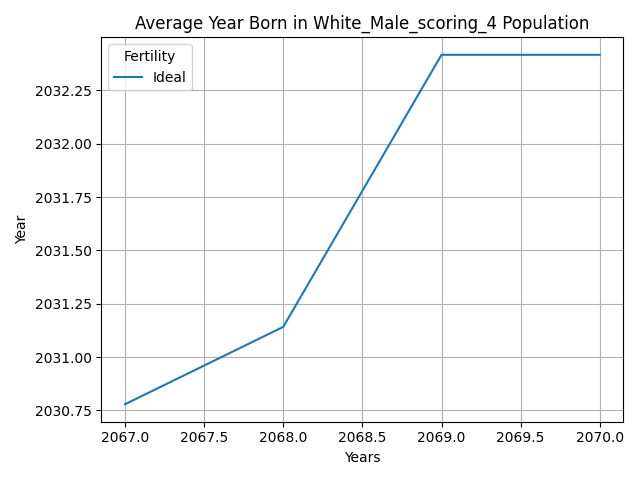 Average Year Born in White_Male_scoring_4 Population
Fertility
Ideal
Year
2032.25
2032.00
2031.75
2031.50
2031.25
2031.00
2030.75
2067.0 2067.5 2068.0 2068.5 2069.0 2069.5 2070.0
Years